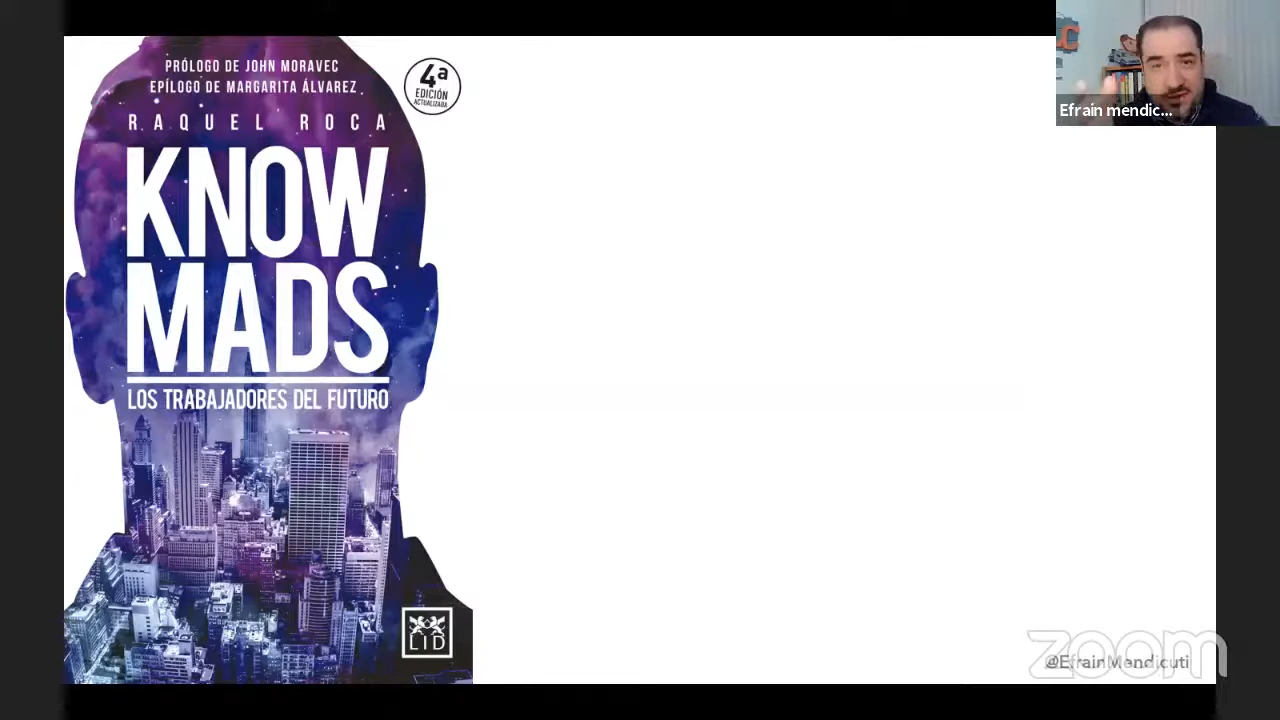 PRÓLOGO DE JOHN MORAVEC
EPÍLOGO DE MARGARITA ÁLVAREZ
4ª
EDICIÓN
ACTUALIZADA
RAQUEL ROCA
KNOW
MADS
LOS TRABAJADORES DEL FUTURO
LID
Efraín mendic...
zoom
@EfrainMendicuti